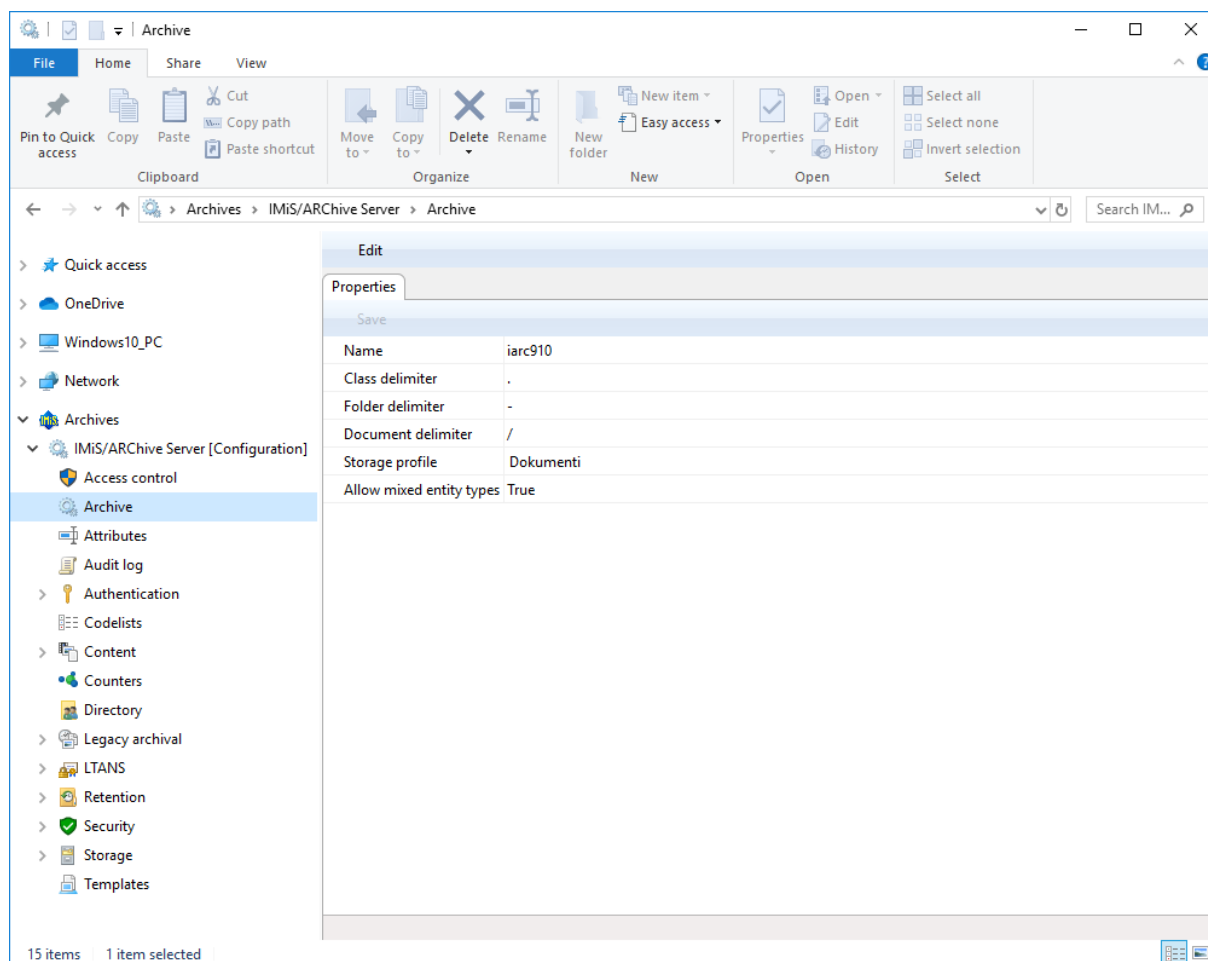 Archive
File Home Share View
Pin to Quick access
Copy
Paste
Cut
Copy path
Paste shortcut
Clipboard
Move to
Copy to
Delete
Rename
Organize
New folder
New item
Easy access
New
Properties
Open
Edit
History
Open
Select all
Select none
Invert selection
Select
Archives > IMiS/ARChive Server > Archive
Search IM...
Quick access
OneDrive
Windows10_PC
Network
Archives
IMiS/ARChive Server [Configuration]
Access control
Archive
Attributes
Audit log
Authentication
Codelists
Content
Counters
Directory
Legacy archival
LTANS
Retention
Security
Storage
Templates
Edit
Properties
Save
Name iarc910
Class delimiter .
Folder delimiter -
Document delimiter /
Storage profile Dokumenti
Allow mixed entity types True
15 items 1 item selected